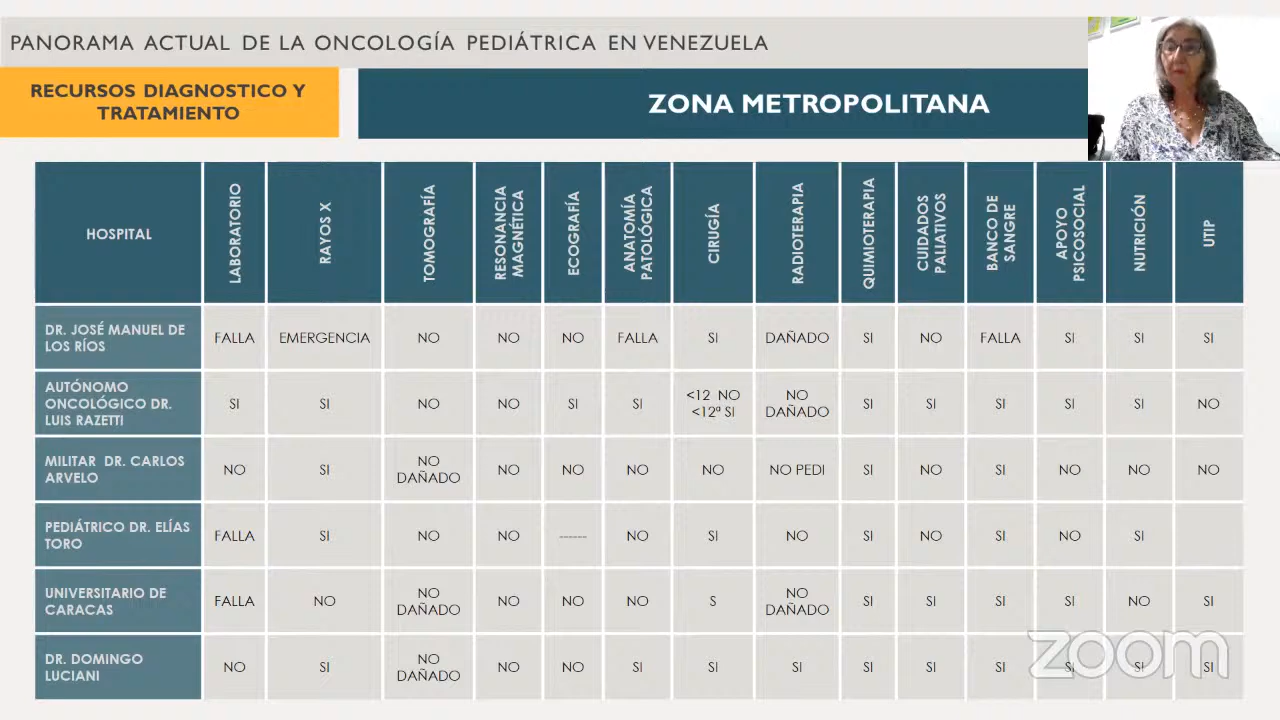 PANORAMA ACTUAL DE LA ONCOLOGÍA PEDIÁTRICA EN VENEZUELA
RECURSOS DIAGNOSTICO Y
TRATAMIENTO
ZONA METROPOLITANA
HOSPITAL LABORATORIO RAYOS X TOMOGRAFÍA RESONANCIA MAGNÉTICA ECOGRAFÍA ANATOMÍA PATOLÓGICA CIRUGÍA RADIOTERAPIA QUIMIOTERAPIA CUIDADOS PALIATIVOS BANCO DE SANGRE APOYO PSICOSOCIAL NUTRICIÓN UTIP
DR. JOSÉ MANUEL DE LOS RÍOS FALLA EMERGENCIA NO NO NO FALLA SI DAÑADO SI NO FALLA SI SI SI
AUTÓNOMO ONCOLÓGICO DR. LUIS RAZETTI SI SI NO NO SI SI <12 NO <12ª SI NO DAÑADO SI SI SI SI SI NO
MILITAR DR. CARLOS ARVELO NO SI NO DAÑADO NO NO NO NO NO PEDI SI NO SI NO NO NO
PEDIÁTRICO DR. ELÍAS TORO FALLA SI NO NO ------ NO SI NO SI NO SI NO SI
UNIVERSITARIO DE CARACAS FALLA NO NO DAÑADO NO NO NO S NO DAÑADO SI SI SI SI NO SI
DR. DOMINGO LUCIANI NO SI NO DAÑADO NO NO SI SI SI SI SI SI SI SI SI
zoom